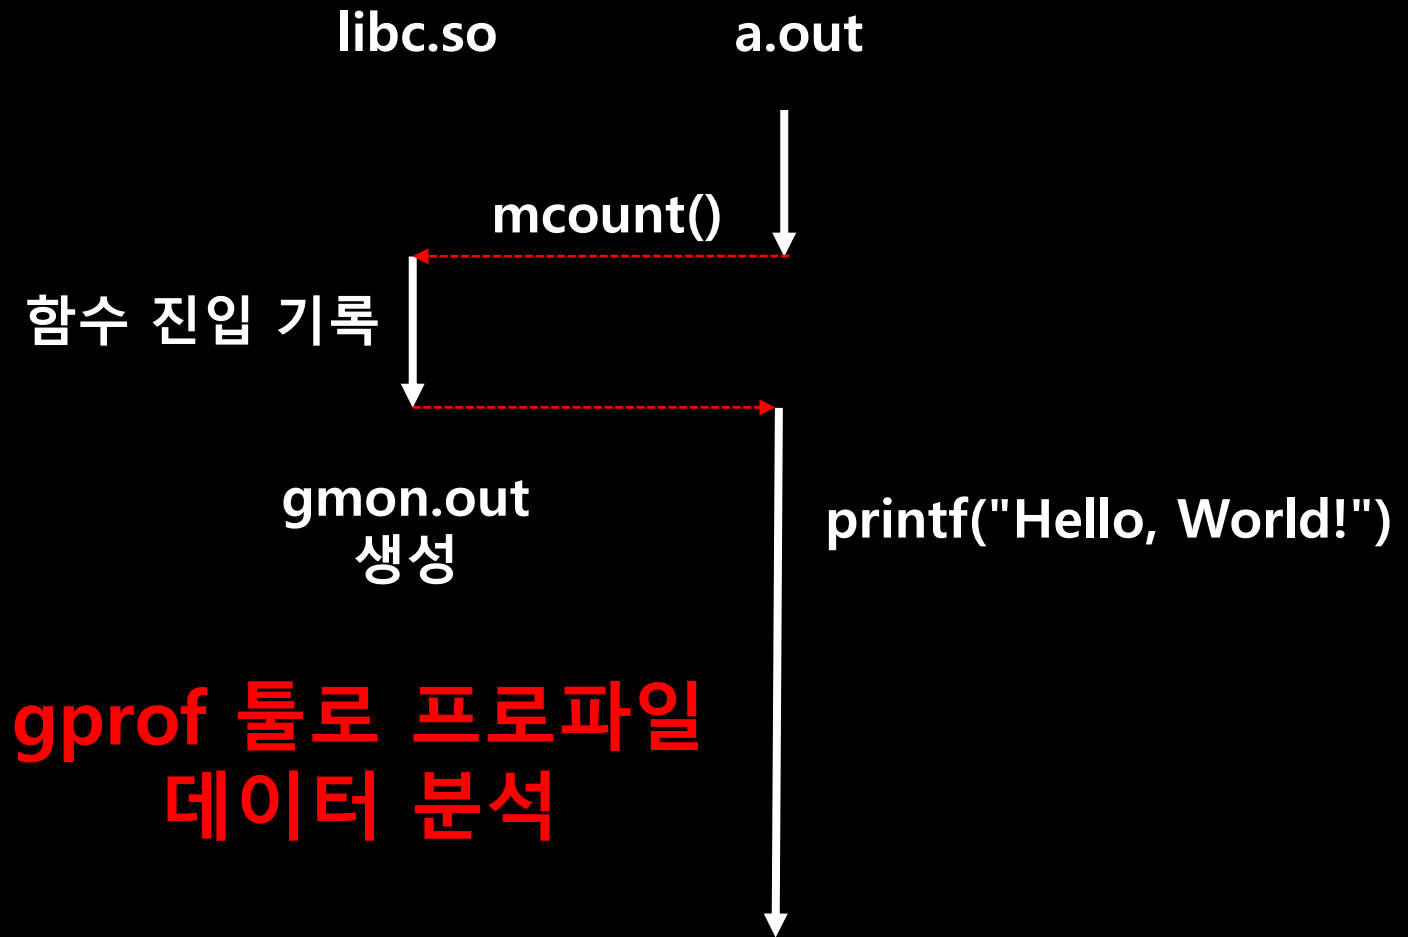 libc.so
a.out
mcount()
함수 진입 기록
gmon.out
생성
printf("Hello, World!")
gprof 툴로 프로파일
데이터 분석